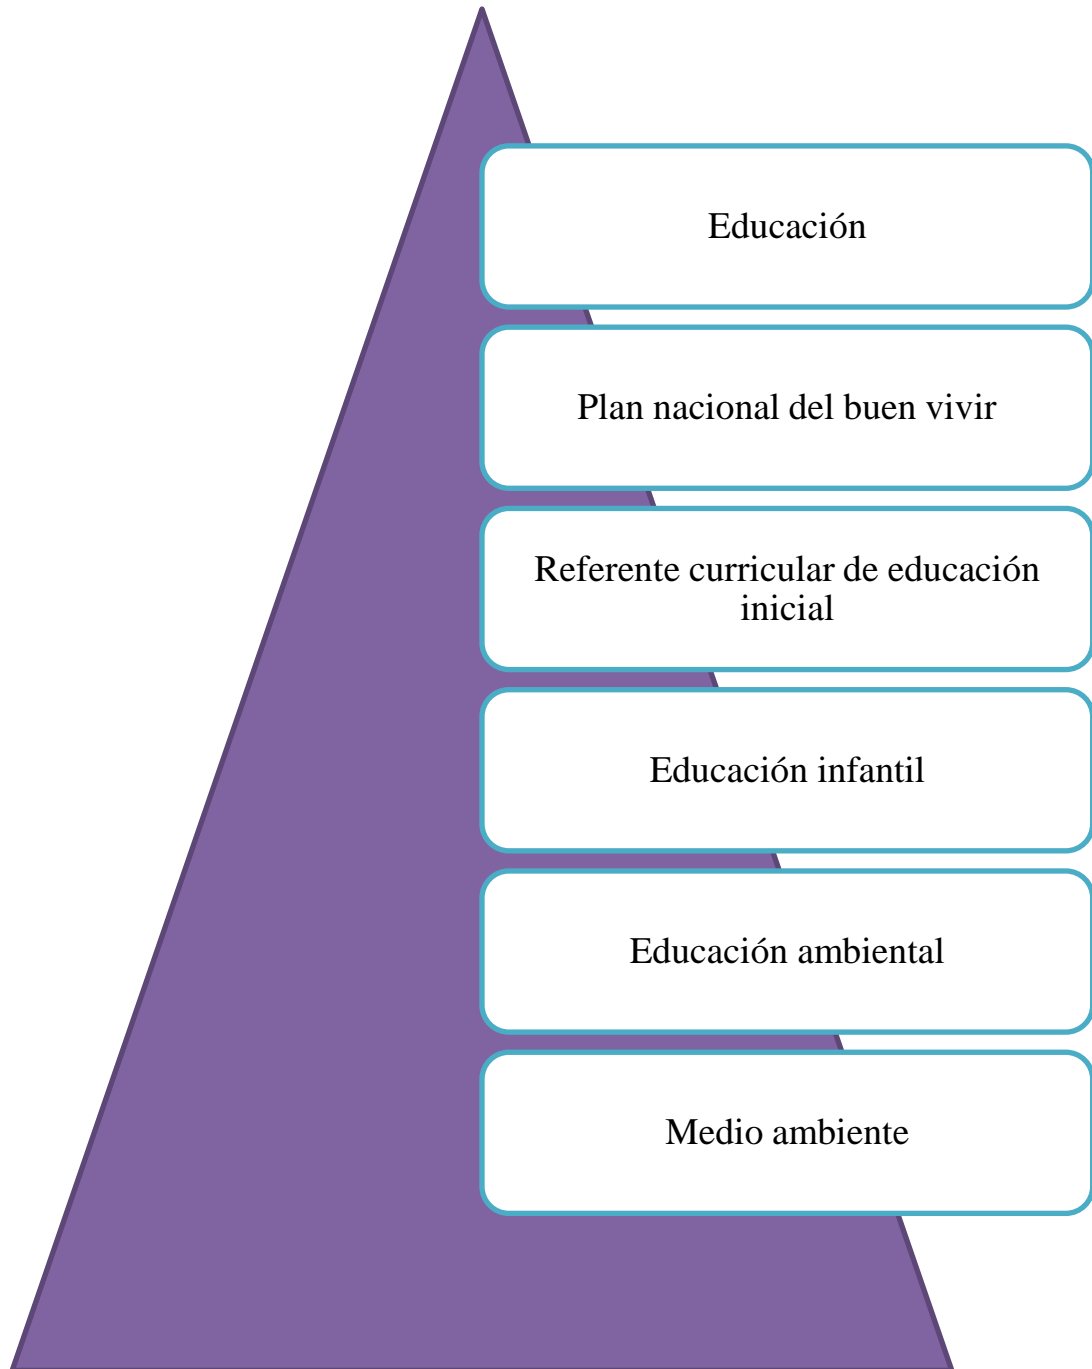 Educación
Plan nacional del buen vivir
Referente curricular de educación
inicial
Educación infantil
Educación ambiental
Medio ambiente